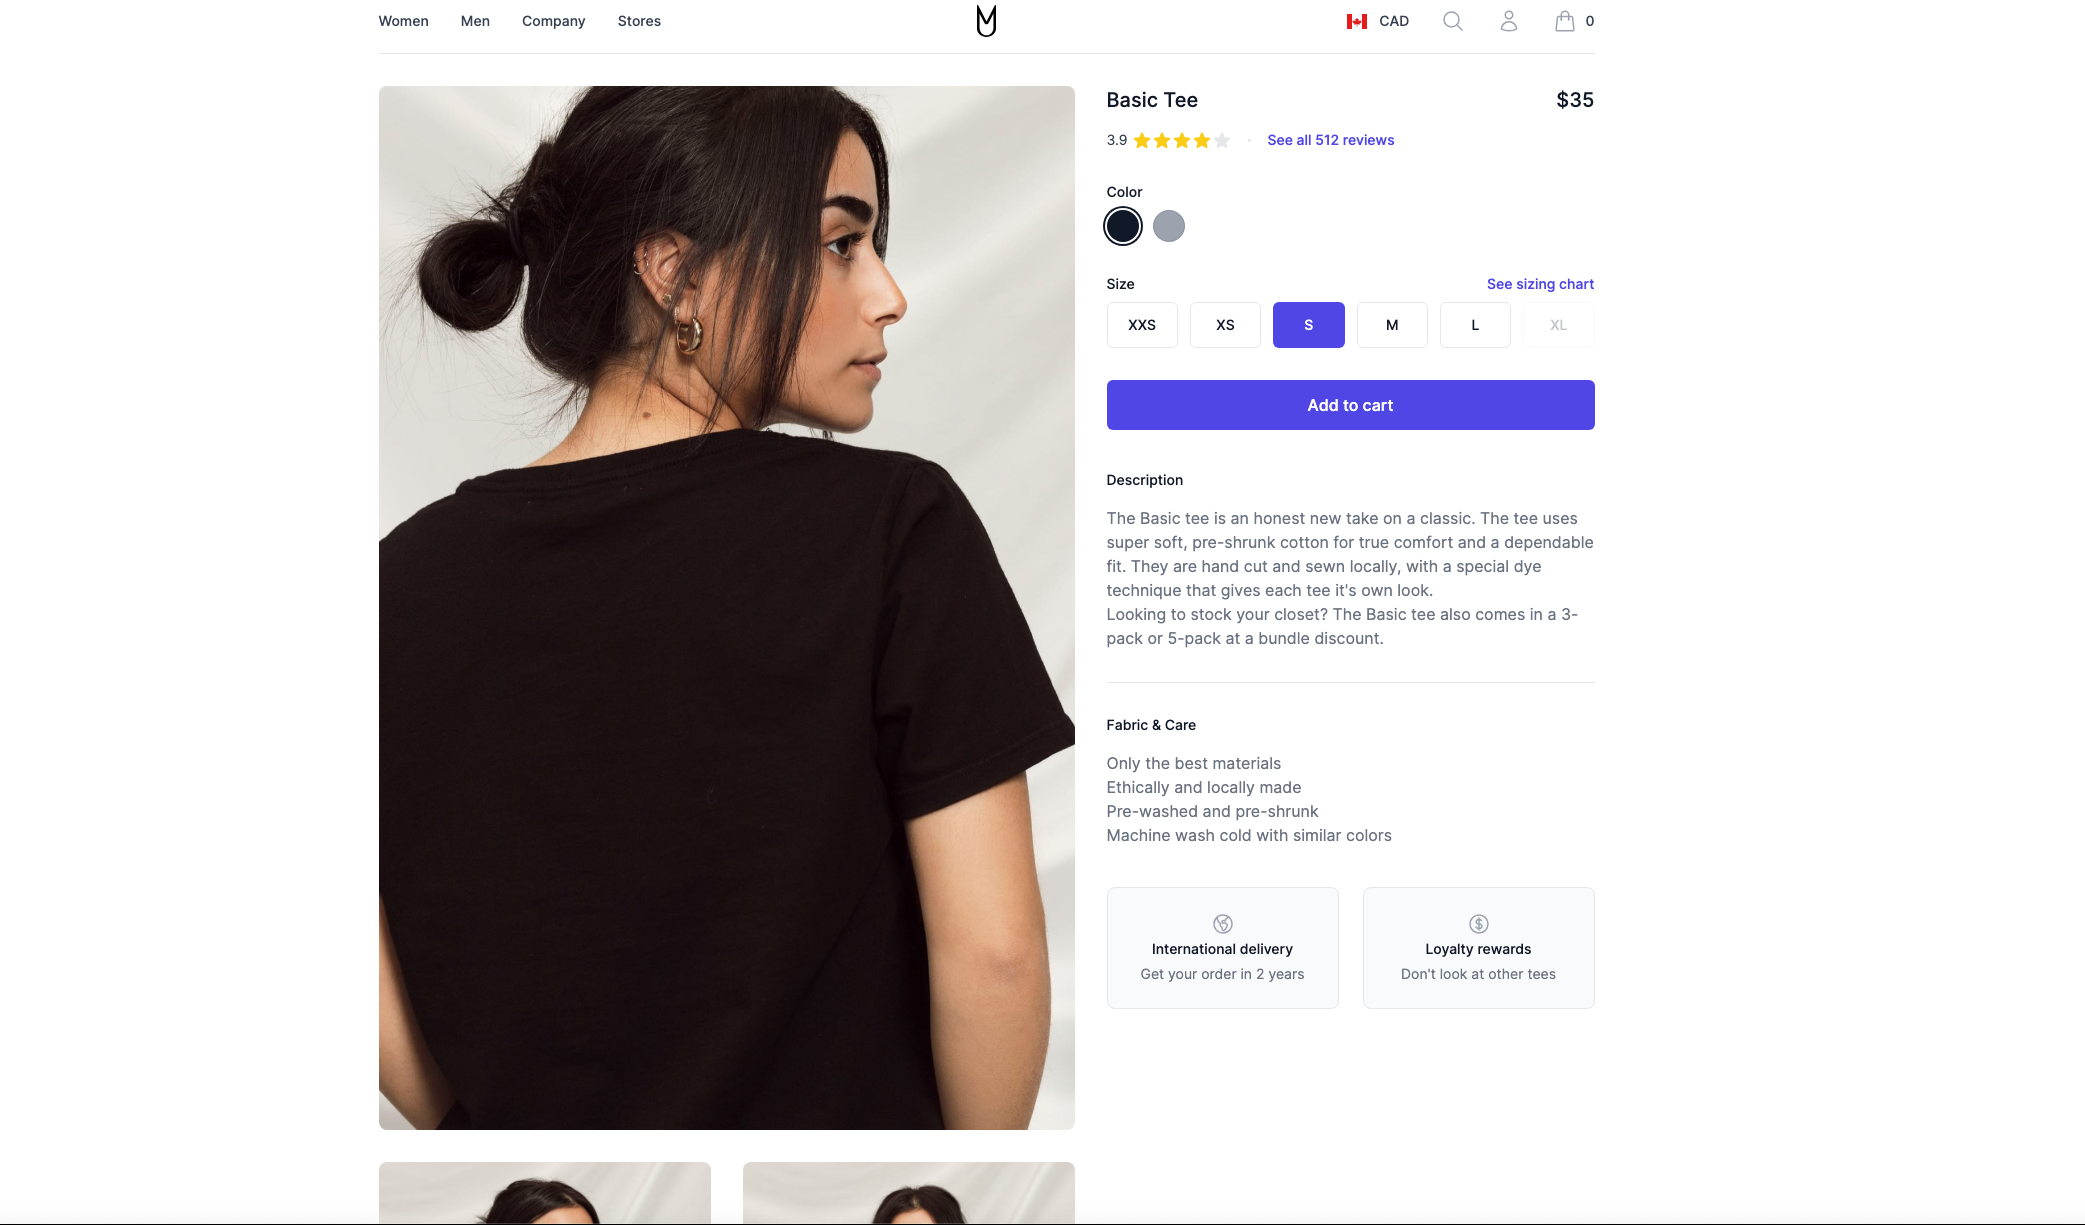 Women Men Company Stores CAD 0
Basic Tee $35
3.9 · See all 512 reviews
Color
Size See sizing chart
XXS XS S M L XL
Add to cart
Description
The Basic tee is an honest new take on a classic. The tee uses
super soft, pre-shrunk cotton for true comfort and a dependable
fit. They are hand cut and sewn locally, with a special dye
technique that gives each tee it's own look.
Looking to stock your closet? The Basic tee also comes in a 3-
pack or 5-pack at a bundle discount.
Fabric & Care
Only the best materials
Ethically and locally made
Pre-washed and pre-shrunk
Machine wash cold with similar colors
International delivery
Get your order in 2 years
Loyalty rewards
Don't look at other tees